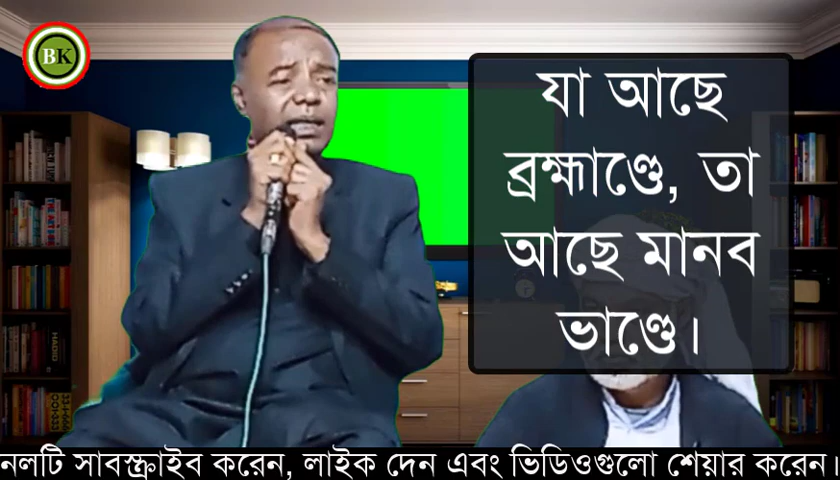 BK
যা আছে
ব্রহ্মাণ্ডে, তা
আছে মানব
ভাণ্ডে।
নলটি সাবস্ক্রাইব করেন, লাইক দেন এবং ভিডিওগুলো শেয়ার করেন।